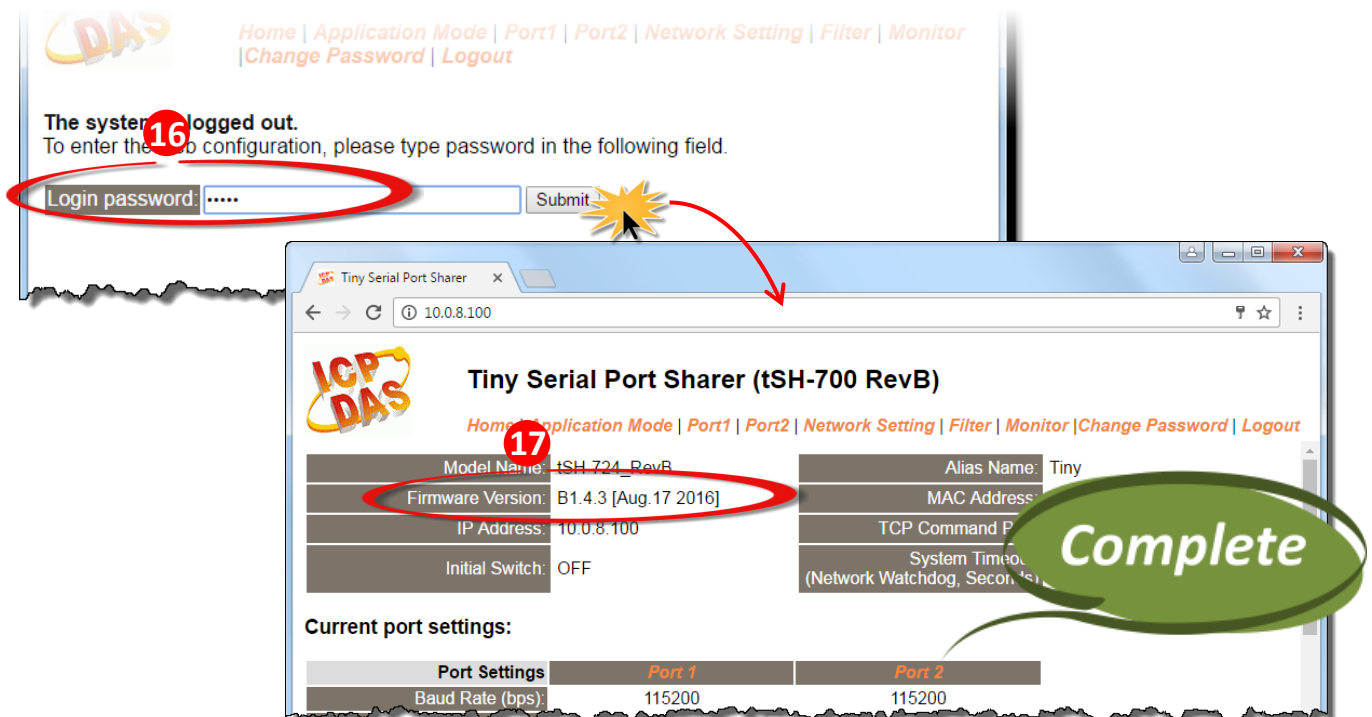 DAS
Home | Application Mode | Port1 | Port2 | Network Setting | Filter | Monitor
|Change Password | Logout
The system logged out.
16
To enter the configuration, please type password in the following field.
Login password: ••••• Submit
Tiny Serial Port Sharer
10.0.8.100
ICP DAS
Tiny Serial Port Sharer (tSH-700 RevB)
Home | Application Mode | Port1 | Port2 | Network Setting | Filter | Monitor |Change Password | Logout
17
Model Name: tSH-724_RevB Alias Name: Tiny
Firmware Version: B1.4.3 [Aug.17 2016] MAC Address:
IP Address: 10.0.8.100 TCP Command
Initial Switch: OFF System
(Network Watchdog, Seconds)
Complete
Current port settings:
Port Settings Port 1 Port 2
Baud Rate (bps): 115200 115200